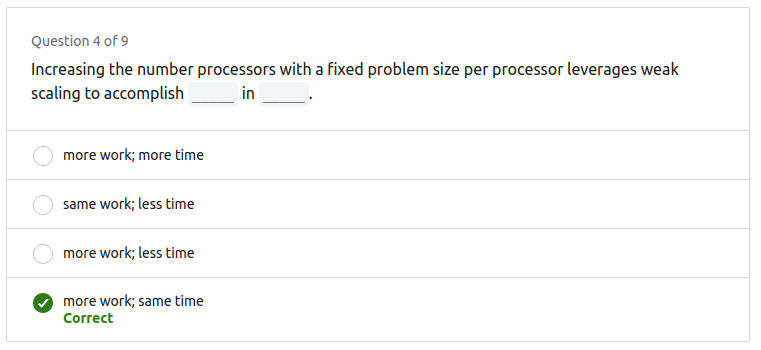 Question 4 of 9
Increasing the number processors with a fixed problem size per processor leverages weak
scaling to accomplish _____ in _____.
more work; more time
same work; less time
more work; less time
more work; same time
Correct